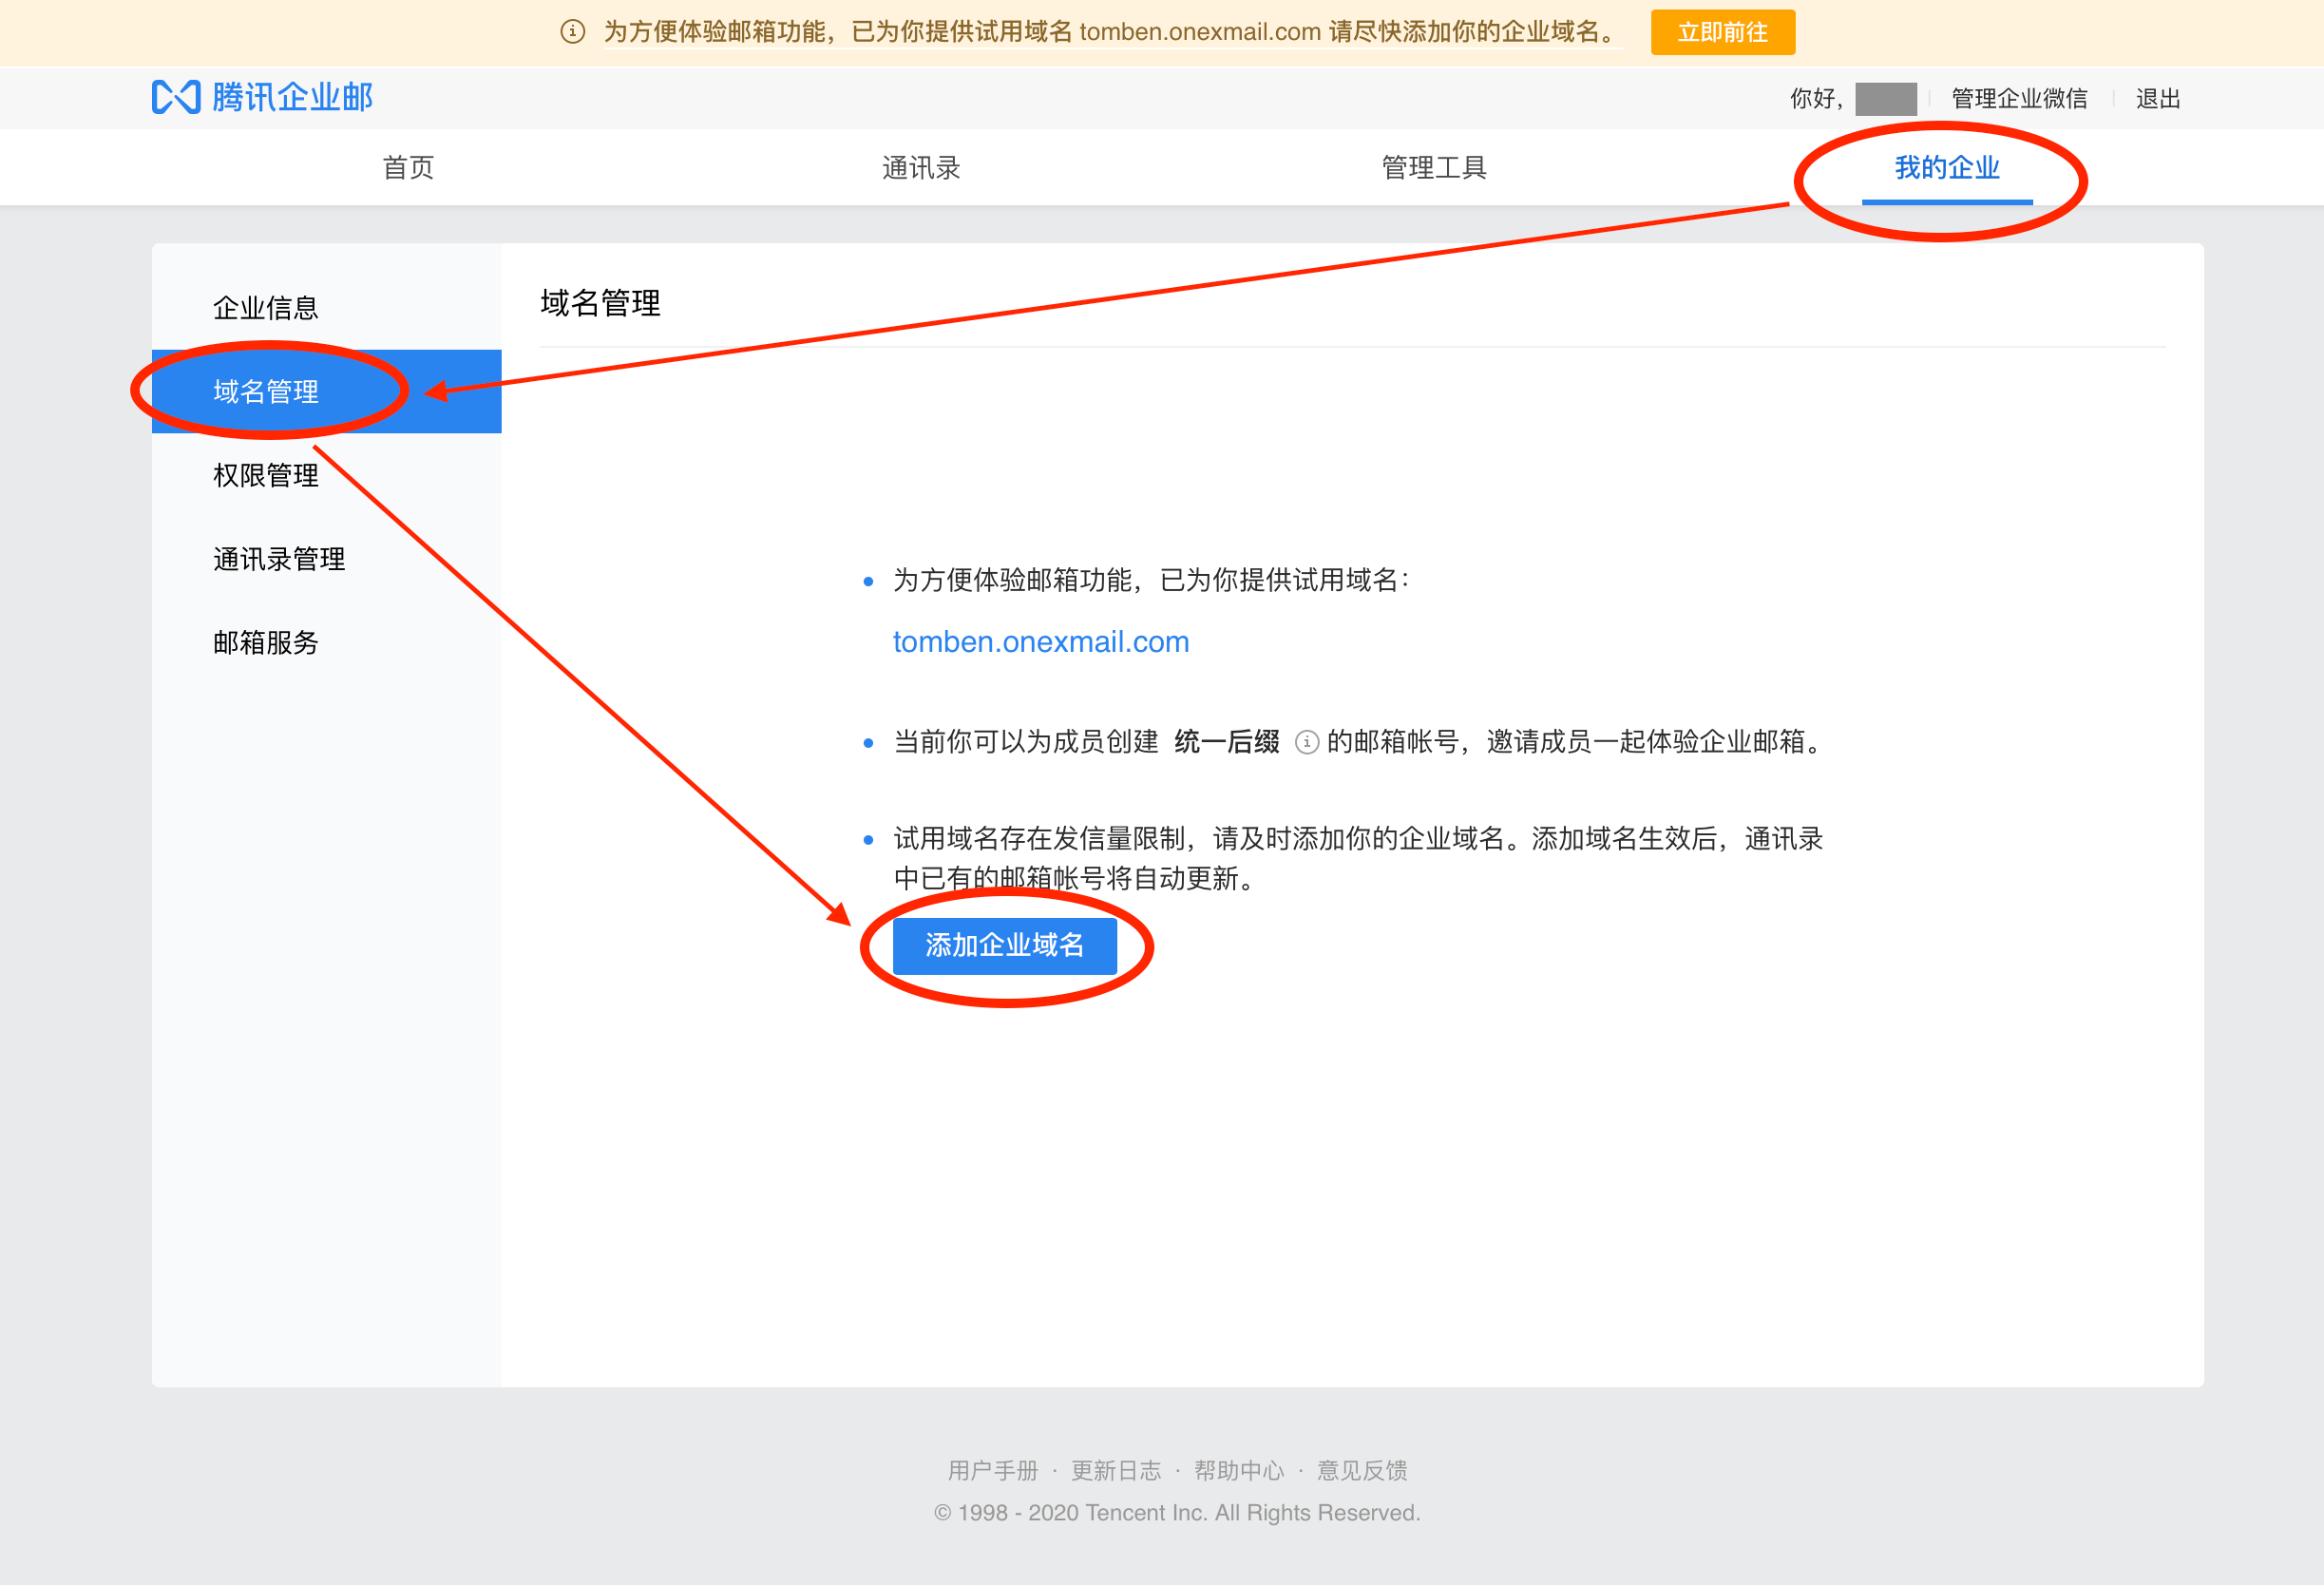 为方便体验邮箱功能，已为你提供试用域名 tomben.onexmail.com 请尽快添加你的企业域名。 立即前往
腾讯企业邮
你好， 管理企业微信 退出
首页 通讯录 管理工具 我的企业
企业信息
域名管理
权限管理
通讯录管理
邮箱服务
域名管理
为方便体验邮箱功能，已为你提供试用域名：
tomben.onexmail.com
当前你可以为成员创建 统一后缀 的邮箱帐号，邀请成员一起体验企业邮箱。
试用域名存在发信量限制，请及时添加你的企业域名。添加域名生效后，通讯录
中已有的邮箱帐号将自动更新。
添加企业域名
用户手册 · 更新日志 · 帮助中心 · 意见反馈
© 1998 - 2020 Tencent Inc. All Rights Reserved.